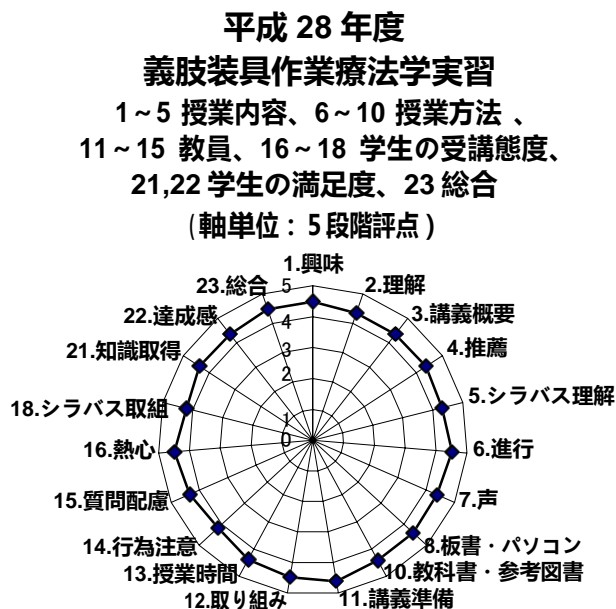 平成 28 年度
義肢装具作業療法学実習
1～5 授業内容、6～10 授業方法 、
11～15 教員、16～18 学生の受講態度、
21,22 学生の満足度、23 総合
(軸単位：5段階評点)
1.興味
2.理解
3.講義概要
4.推薦
5.シラバス理解
6.進行
7.声
8.板書・パソコン
10.教科書・参考図書
11.講義準備
12.取り組み
13.授業時間
14.行為注意
15.質問配慮
16.熱心
18.シラバス取組
21.知識取得
22.達成感
23.総合
5
4
3
2
1
0